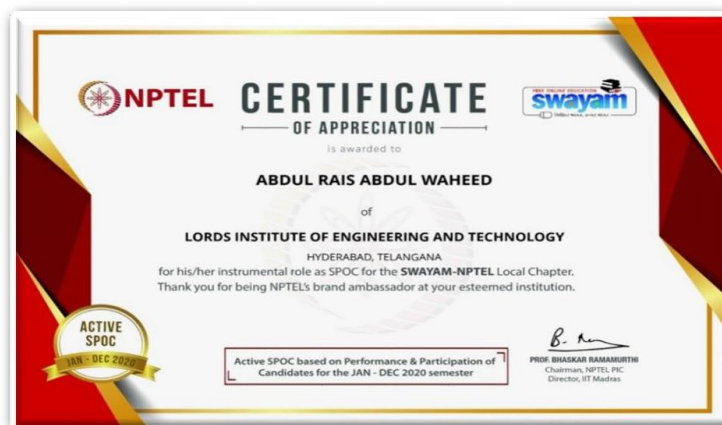 NPTEL
CERTIFICATE
OF APPRECIATION
is awarded to
FREE ONLINE EDUCATION
swayam
ABDUL RAIS ABDUL WAHEED
of
LORDS INSTITUTE OF ENGINEERING AND TECHNOLOGY
HYDERABAD, TELANGANA
for his/her instrumental role as SPOC for the SWAYAM-NPTEL Local Chapter.
Thank you for being NPTEL's brand ambassador at your esteemed institution.
ACTIVE
SPOC
JAN - DEC 2020
Active SPOC based on Performance & Participation of
Candidates for the JAN - DEC 2020 semester
PROF. BHASKAR RAMAMURTHI
Chairman, NPTEL PIC
Director, IIT Madras